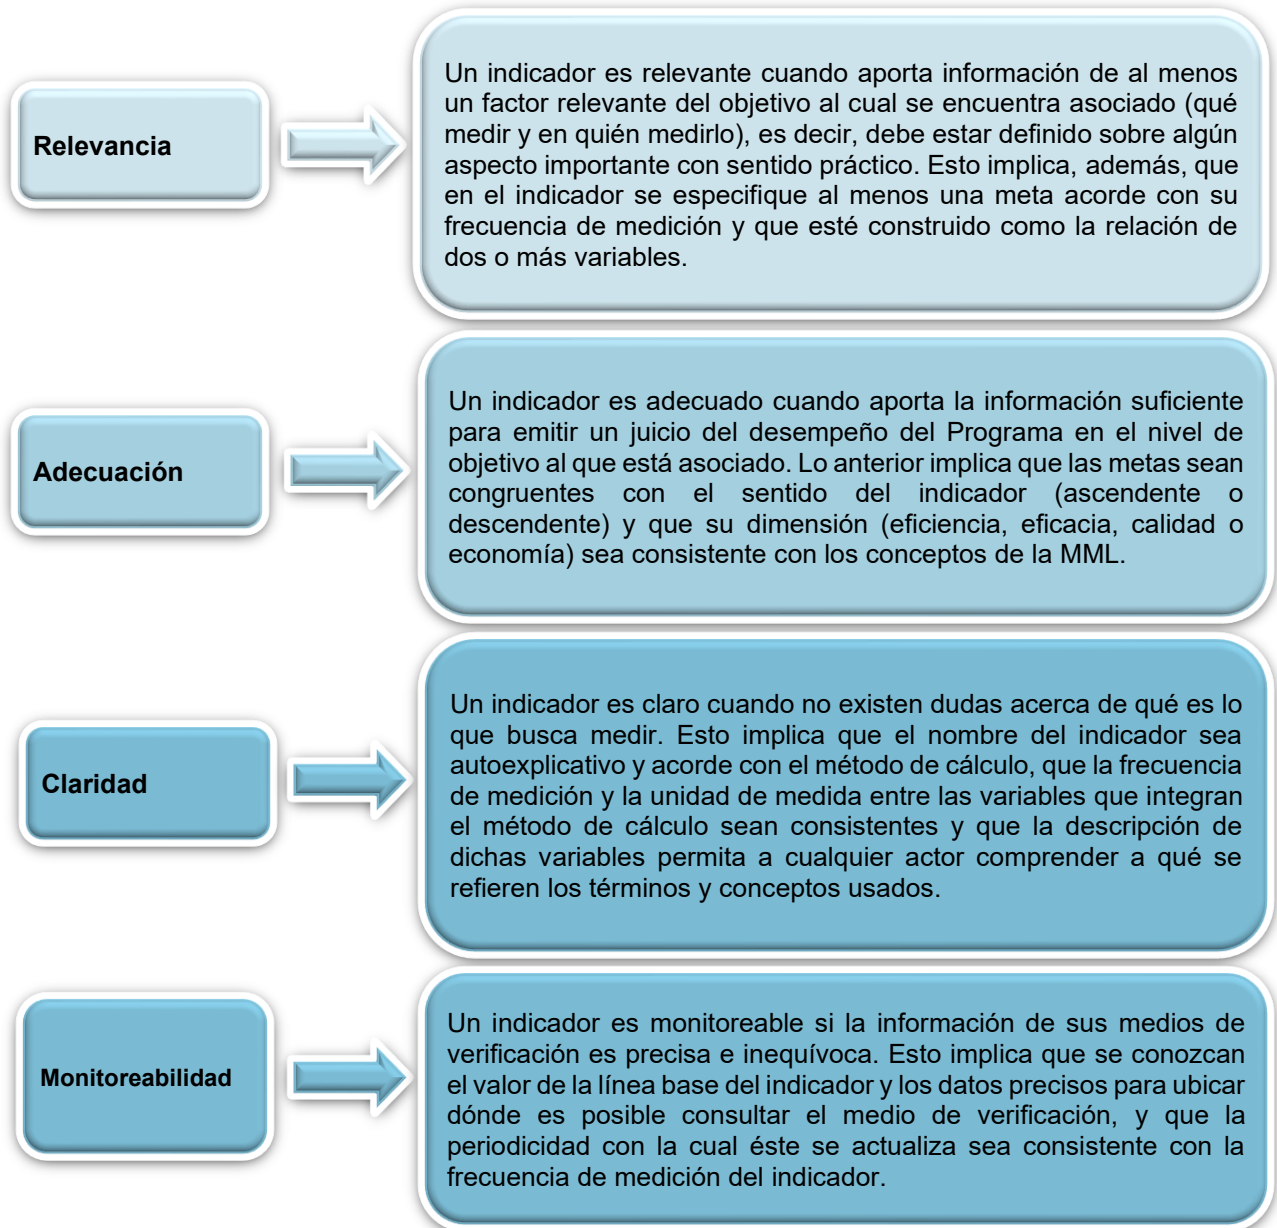 Relevancia
Un indicador es relevante cuando aporta información de al menos
un factor relevante del objetivo al cual se encuentra asociado (qué
medir y en quién medirlo), es decir, debe estar definido sobre algún
aspecto importante con sentido práctico. Esto implica, además, que
en el indicador se especifique al menos una meta acorde con su
frecuencia de medición y que esté construido como la relación de
dos o más variables.
Adecuación
Un indicador es adecuado cuando aporta la información suficiente
para emitir un juicio del desempeño del Programa en el nivel de
objetivo al que está asociado. Lo anterior implica que las metas sean
congruentes con el sentido del indicador (ascendente o
descendente) y que su dimensión (eficiencia, eficacia, calidad o
economía) sea consistente con los conceptos de la MML.
Claridad
Un indicador es claro cuando no existen dudas acerca de qué es lo
que busca medir. Esto implica que el nombre del indicador sea
autoexplicativo y acorde con el método de cálculo, que la frecuencia
de medición y la unidad de medida entre las variables que integran
el método de cálculo sean consistentes y que la descripción de
dichas variables permita a cualquier actor comprender a qué se
refieren los términos y conceptos usados.
Monitoreabilidad
Un indicador es monitoreable si la información de sus medios de
verificación es precisa e inequívoca. Esto implica que se conozcan
el valor de la línea base del indicador y los datos precisos para ubicar
dónde es posible consultar el medio de verificación, y que la
periodicidad con la cual éste se actualiza sea consistente con la
frecuencia de medición del indicador.